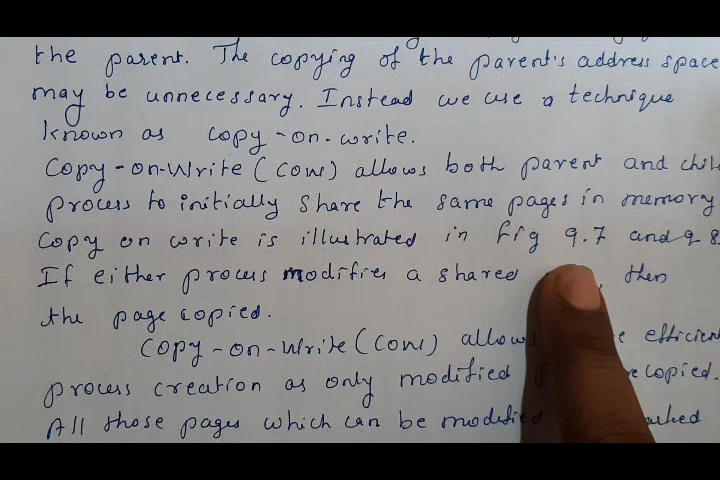 the parent. The copying of the parent's address space
may be unnecessary. Instead we use a technique
known as copy-on-write.
Copy-on-Write (COW) allows both parent and child
process to initially share the same pages in memory
Copy on write is illustrated in Fig 9.7 and 9.8
If either process modifies a shared , then
the page copied.
Copy-on-Write (COW) allows efficient
process creation as only modified copied.
All those pages which can be modified